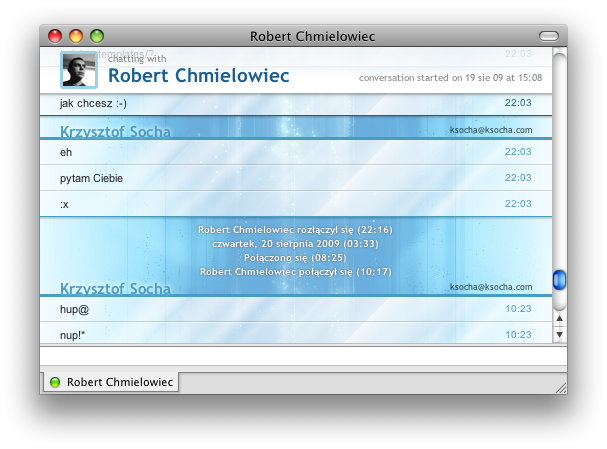 Robert Chmielowiec
templates/2 22:03
chatting with
Robert Chmielowiec
conversation started on 19 sie 09 at 15:08
jak chcesz :-) 22:03
Krzysztof Socha ksocha@ksocha.com
eh 22:03
pytam Ciebie 22:03
:x 22:03
Robert Chmielowiec rozłączył się (22:16)
czwartek, 20 sierpnia 2009 (03:33)
Połączono się (08:25)
Robert Chmielowiec połączył się (10:17)
Krzysztof Socha ksocha@ksocha.com
hup@ 10:23
nup!* 10:23
Robert Chmielowiec